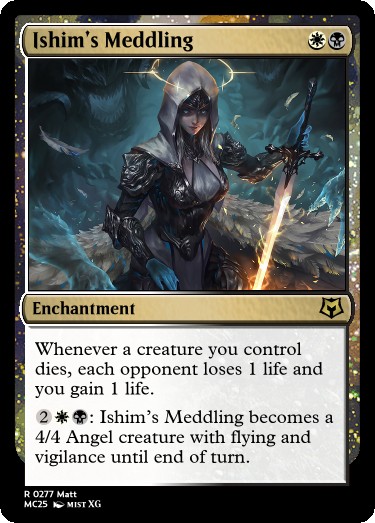 Ishim's Meddling
Enchantment
Whenever a creature you control
dies, each opponent loses 1 life and
you gain 1 life.
2: Ishim's Meddling becomes a
4/4 Angel creature with flying and
vigilance until end of turn.
R 0277 Matt
MC25 MIST XG